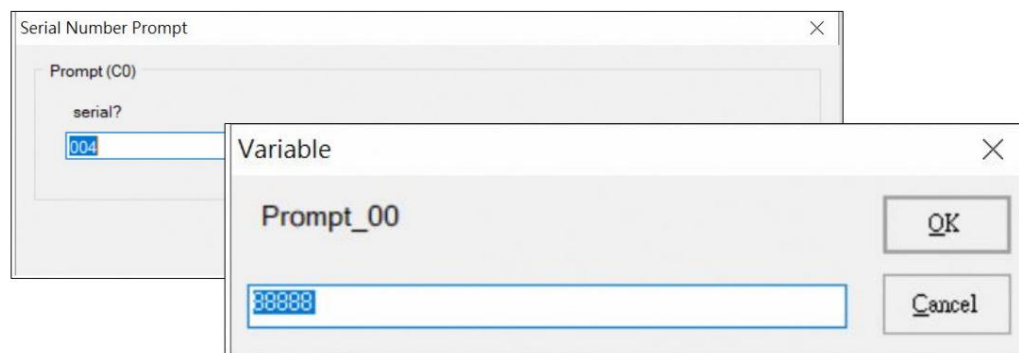 Serial Number Prompt
Prompt (C0)
serial?
004
Variable
Prompt_00
OK
88888
Cancel